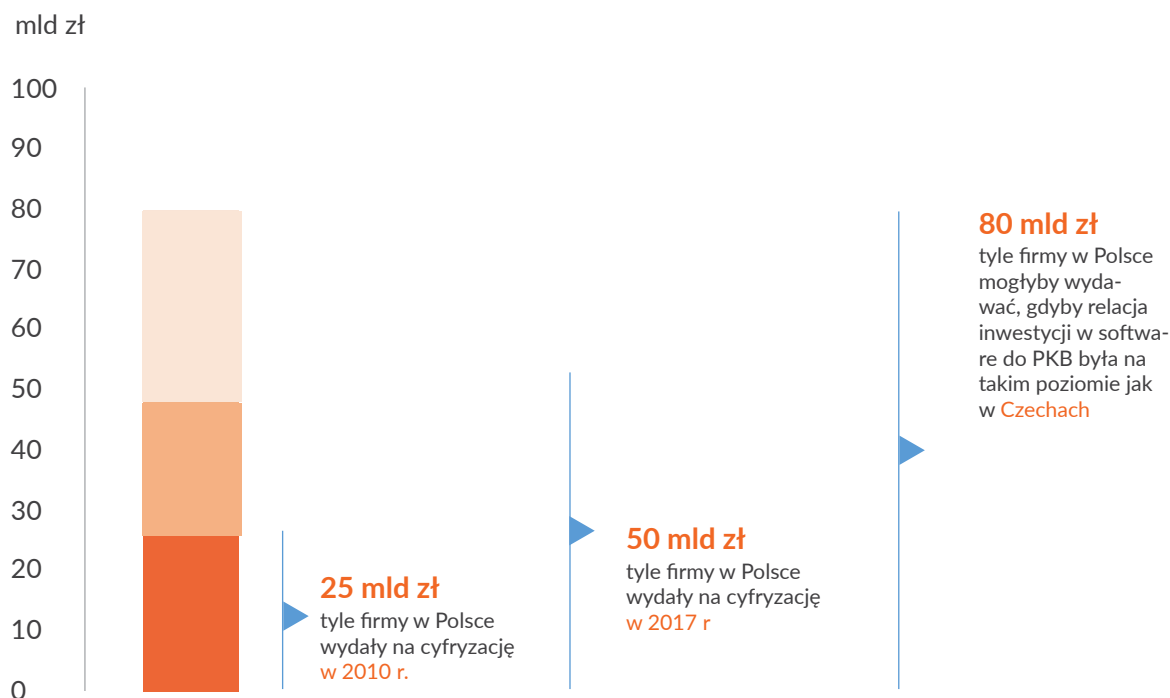 mld zł
100
90
80
70
60
50
40
30
20
10
0
25 mld zł
tyle firmy w Polsce
wydały na cyfryzację
w 2010 r.
50 mld zł
tyle firmy w Polsce
wydały na cyfryzację
w 2017 r
80 mld zł
tyle firmy w Polsce
mogłyby wyda-
wać, gdyby relacja
inwestycji w softwa-
re do PKB była na
takim poziomie jak
w Czechach